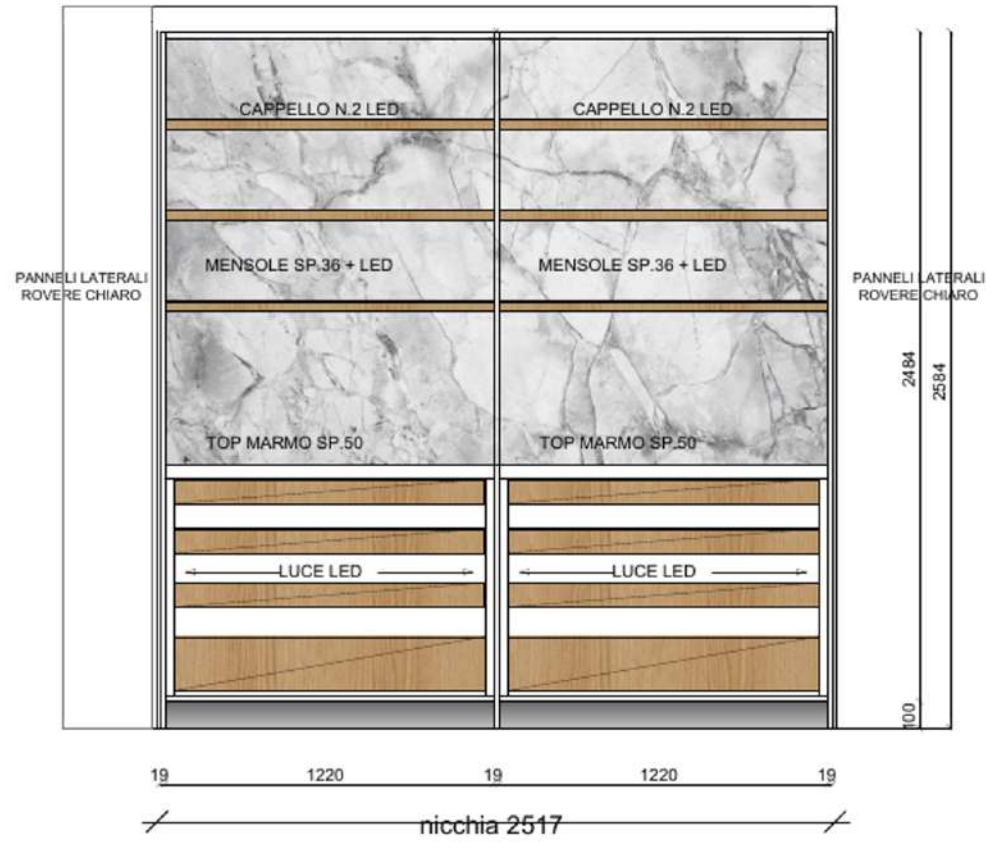 CAPPELLO N.2 LED
CAPPELLO N.2 LED
MENSOLE SP.36 + LED
MENSOLE SP.36 + LED
PANNELI LATERALI
ROVERE CHIARO
PANNELI LATERALI
ROVERE CHIARO
2484
2584
TOP MARMO SP.50
TOP MARMO SP.50
LUCE LED
LUCE LED
100
19
1220
19
1220
19
nicchia 2517